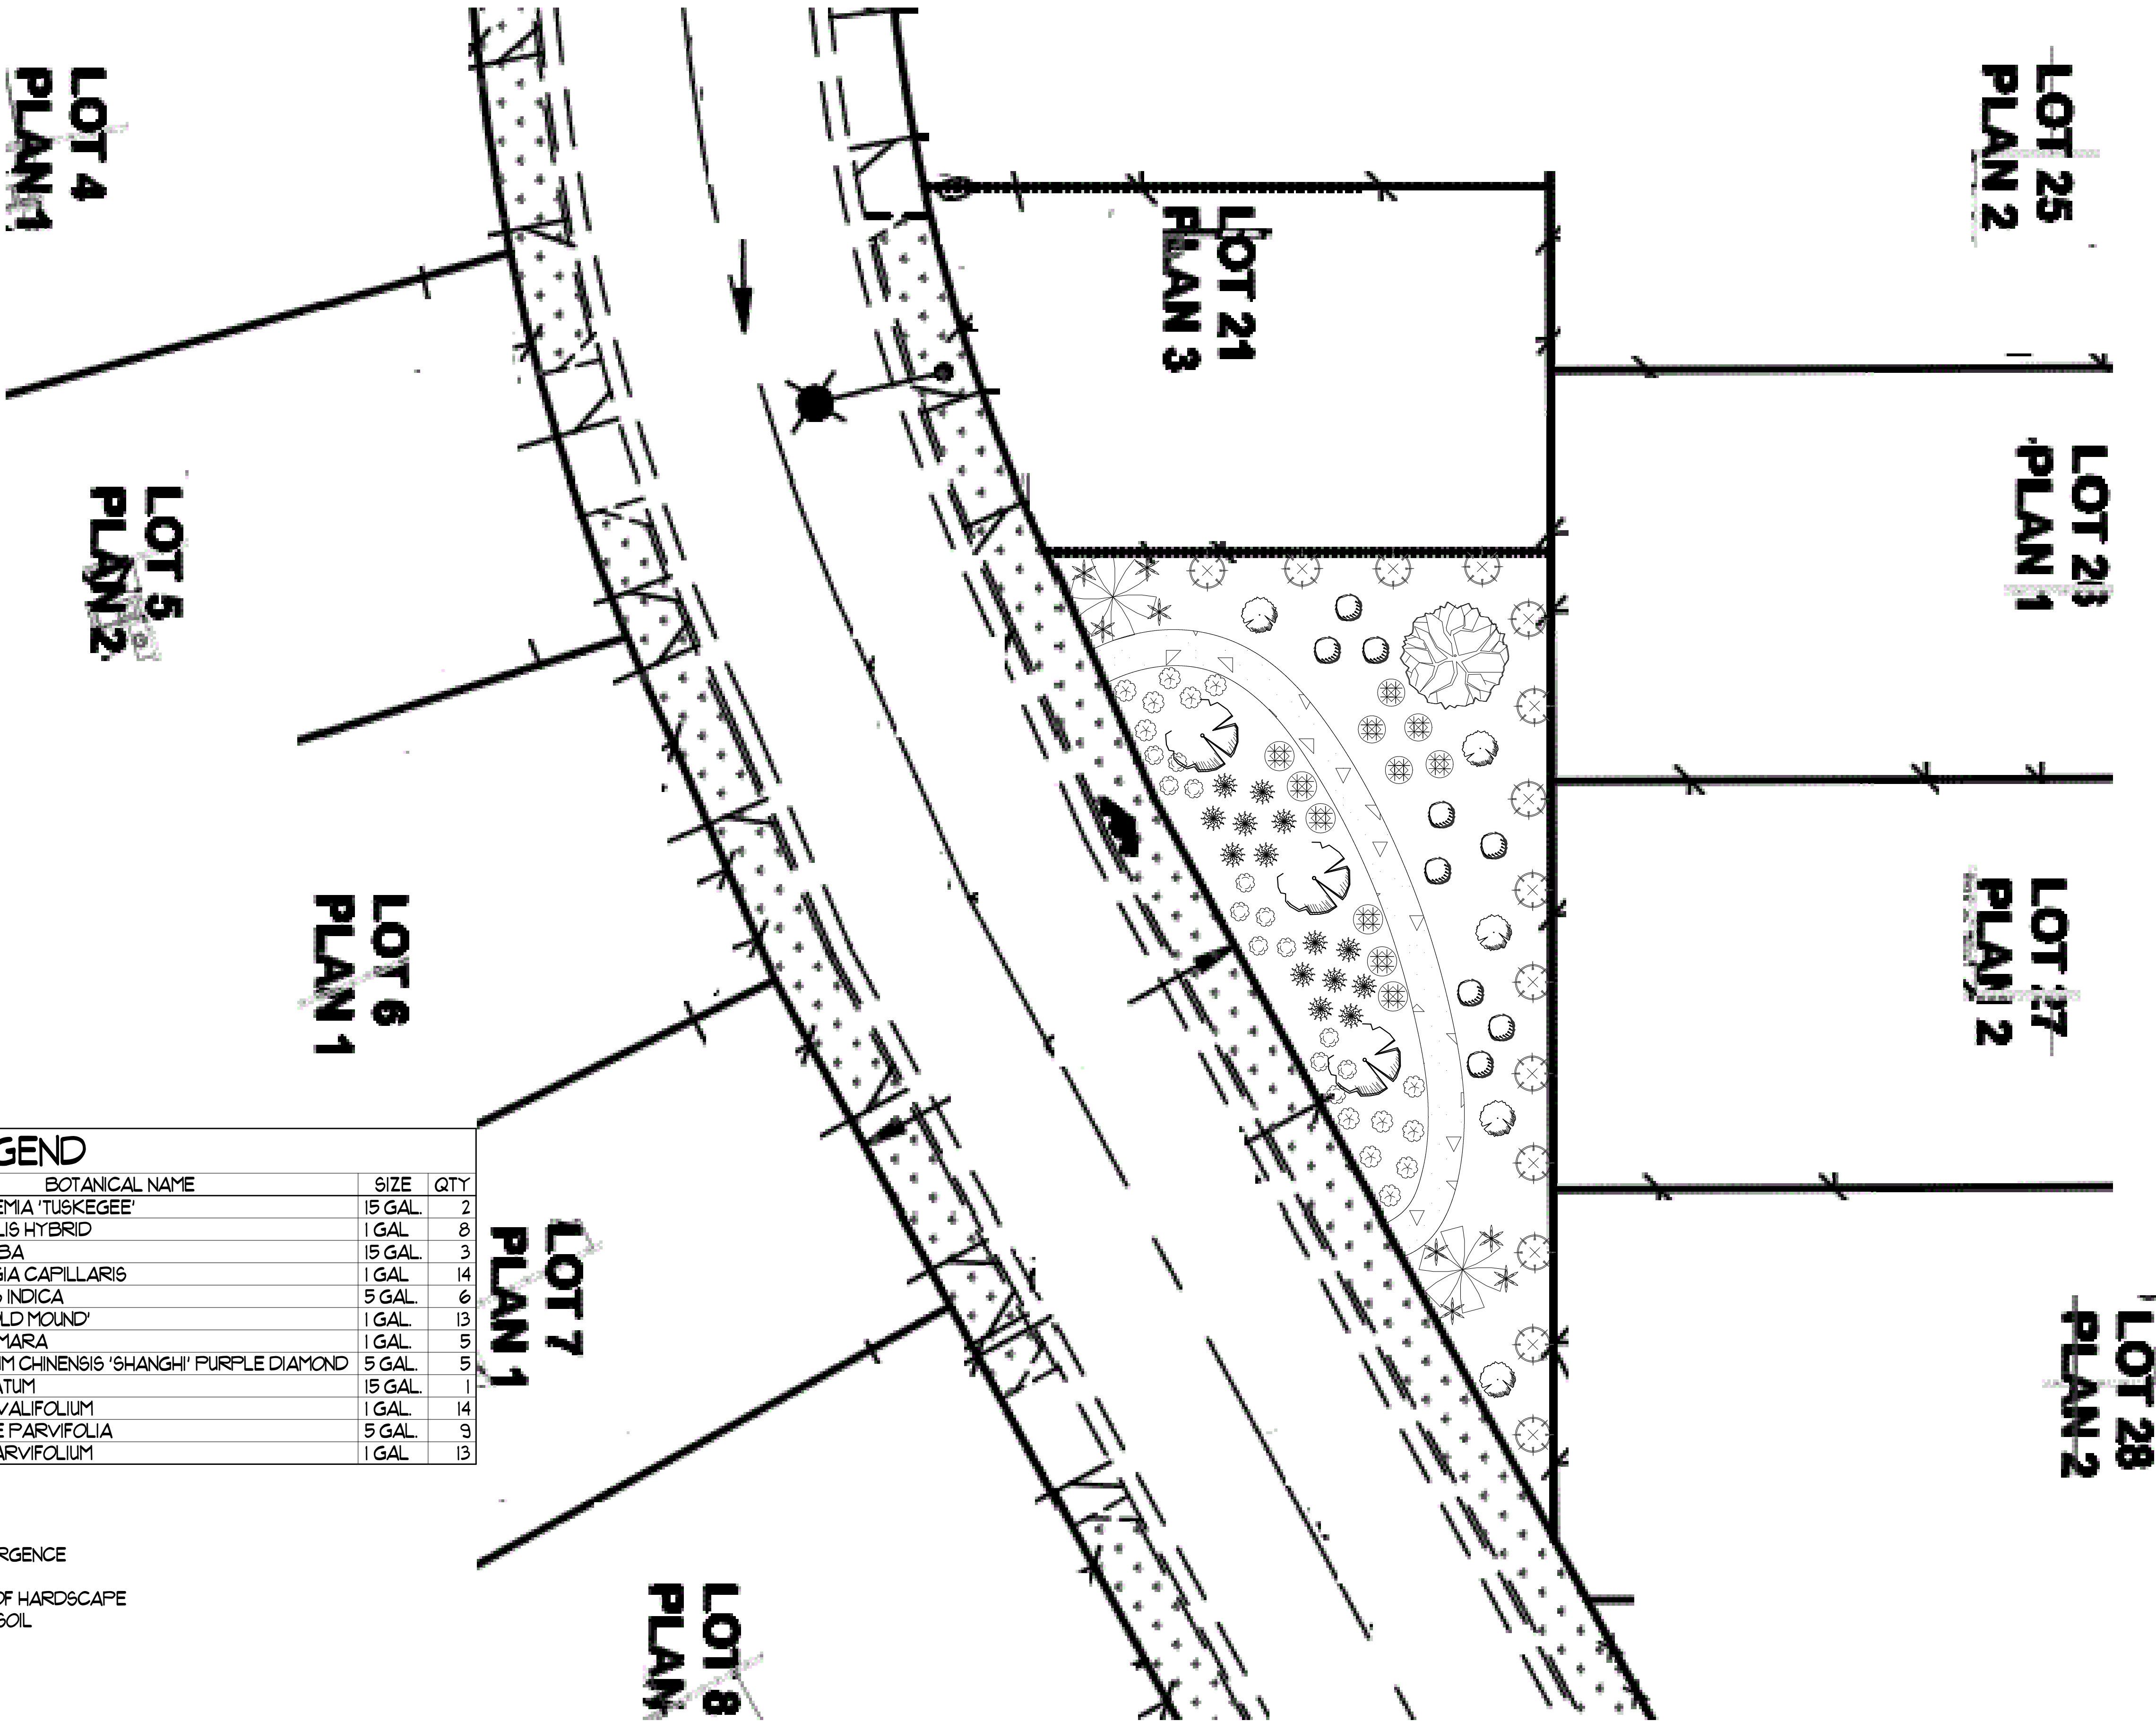 LOT 4
PLAN 1
LOT 5
PLAN 2
LOT 6
PLAN 1
LOT 7
PLAN 1
LOT 8
PLAN
LOT 21
PLAN 3
LOT 25
PLAN 2
LOT
PLAN 1
LOT
PLAN 2
LOT 28
PLAN 2
GEND
BOTANICAL NAME SIZE QTY
EMIA 'TUSKEGEE' 15 GAL. 2
LIS HYBRID 1 GAL 8
BA 15 GAL. 3
GIA CAPILLARIS 1 GAL 14
S INDICA 5 GAL. 6
LD MOUND' 1 GAL. 13
MARA 1 GAL. 5
M CHINENSIS 'SHANGHI' PURPLE DIAMOND 5 GAL. 5
ATUM 15 GAL. 1
VALIFOLIUM 1 GAL. 14
E PARVIFOLIA 5 GAL. 9
ARVIFOLIUM 1 GAL 13
RGENCE
OF HARDSCAPE
SOIL